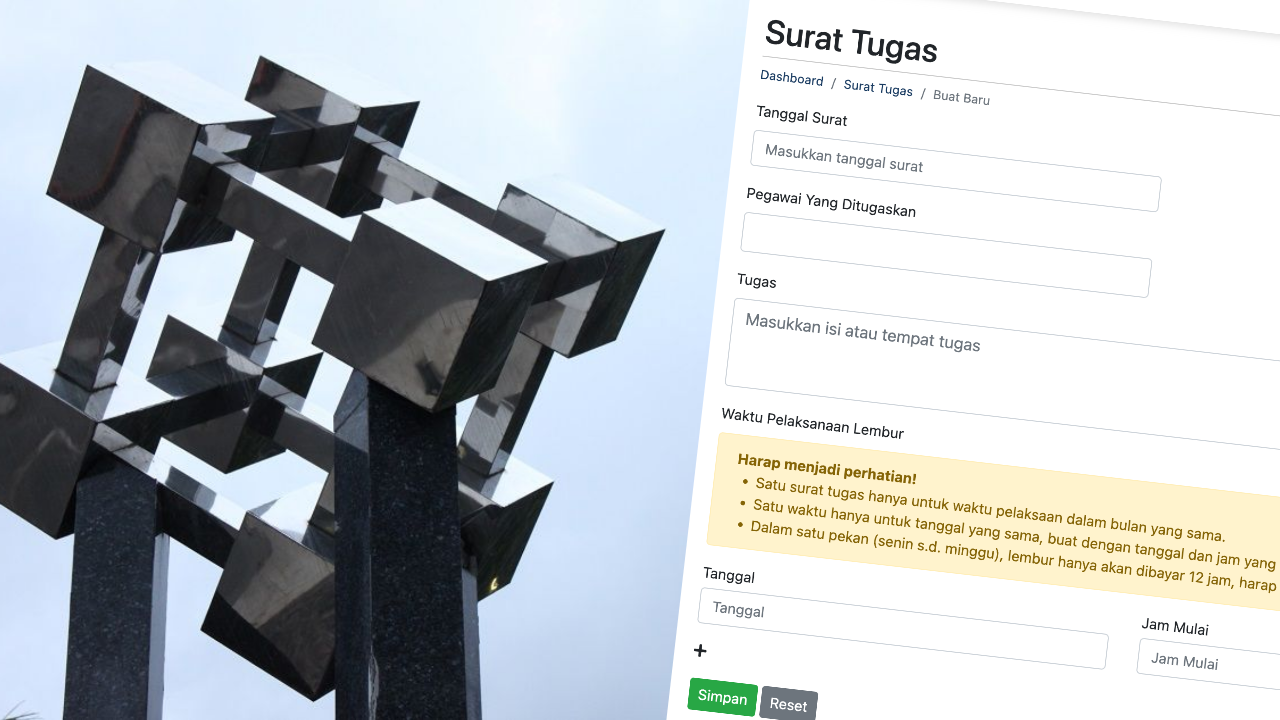 Surat Tugas
Dashboard / Surat Tugas / Buat Baru
Tanggal Surat
Masukkan tanggal surat
Pegawai Yang Ditugaskan
Tugas
Masukkan isi atau tempat tugas
Waktu Pelaksanaan Lembur
Harap menjadi perhatian!
• Satu surat tugas hanya untuk waktu pelaksaan dalam bulan yang sama.
• Satu waktu hanya untuk tanggal yang sama, buat dengan tanggal dan jam yang
• Dalam satu pekan (senin s.d. minggu), lembur hanya akan dibayar 12 jam, harap
Tanggal
Jam Mulai
Tanggal
Jam Mulai
+
Simpan Reset